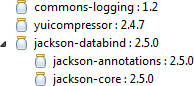 commons-logging : 1.2
yuicompressor : 2.4.7
jackson-databind : 2.5.0
jackson-annotations : 2.5.0
jackson-core : 2.5.0